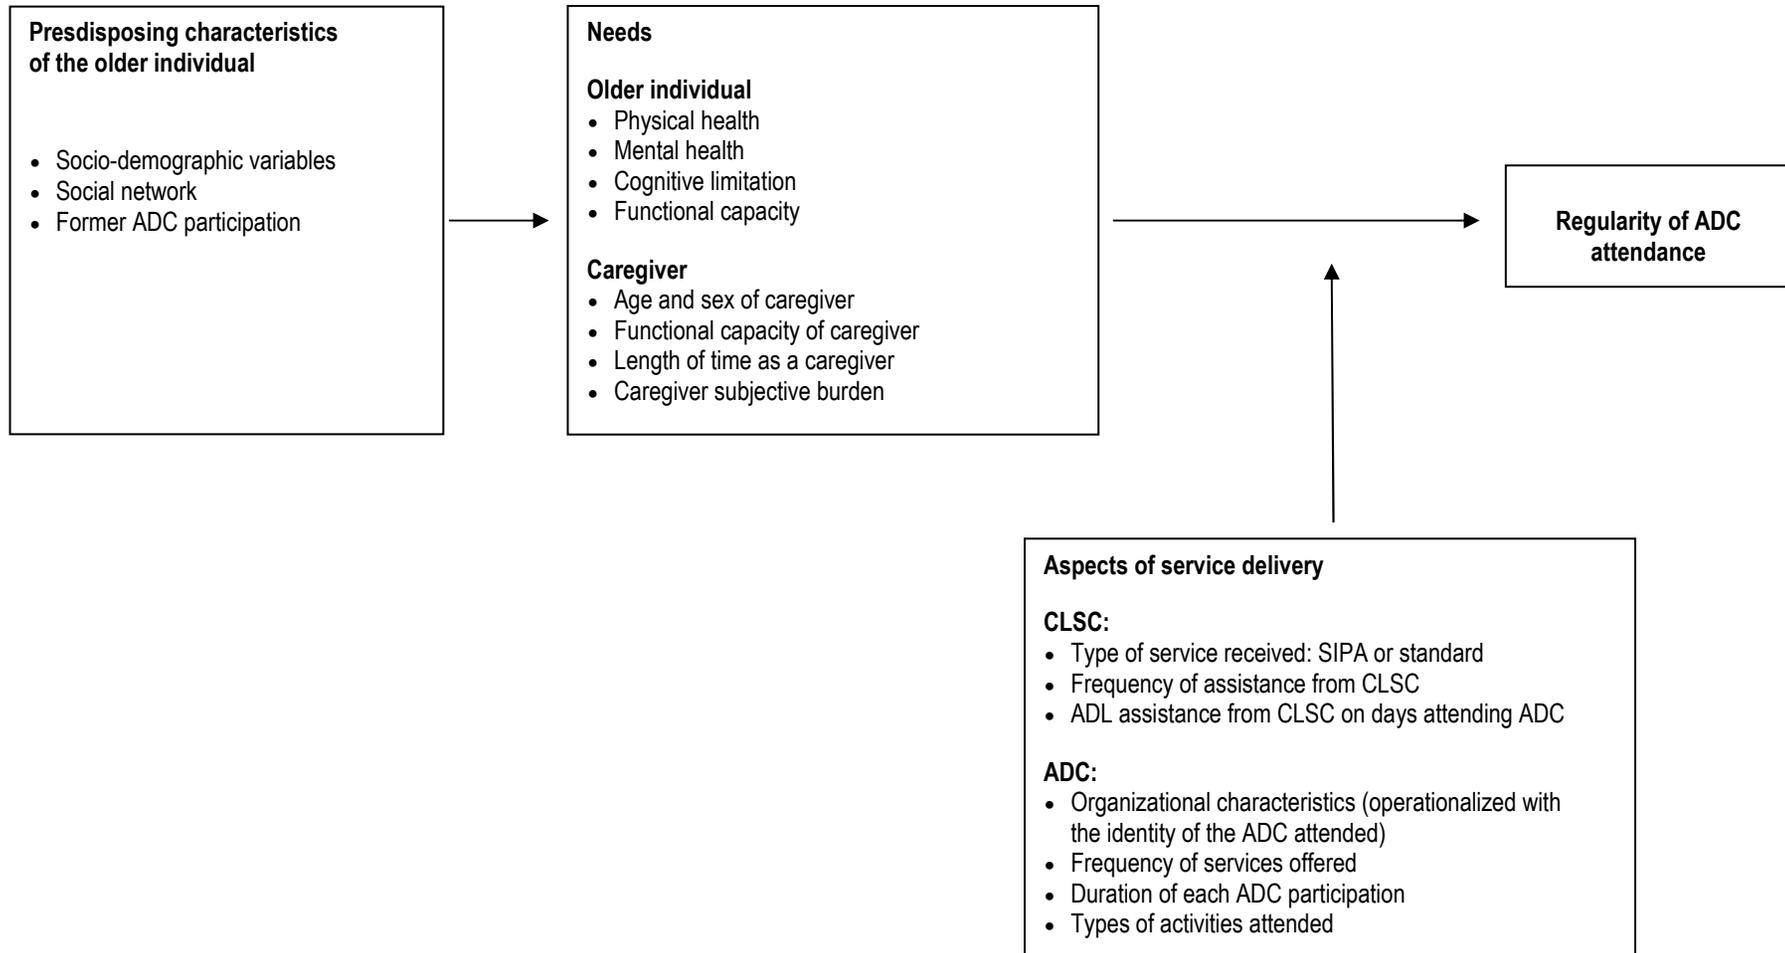 Presdisposing characteristics
of the older individual
• Socio-demographic variables
• Social network
• Former ADC participation
Needs
Older individual
• Physical health
• Mental health
• Cognitive limitation
• Functional capacity
Caregiver
• Age and sex of caregiver
• Functional capacity of caregiver
• Length of time as a caregiver
• Caregiver subjective burden
Regularity of ADC
attendance
Aspects of service delivery
CLSC:
• Type of service received: SIPA or standard
• Frequency of assistance from CLSC
• ADL assistance from CLSC on days attending ADC
ADC:
• Organizational characteristics (operationalized with
the identity of the ADC attended)
• Frequency of services offered
• Duration of each ADC participation
• Types of activities attended